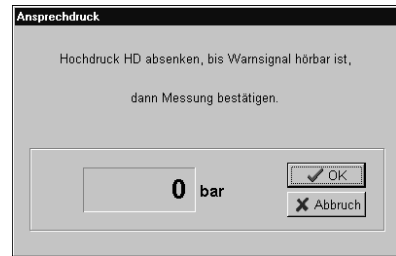 Ansprechdruck
Hochdruck HD absenken, bis Warnsignal hörbar ist,
dann Messung bestätigen.
0 bar
OK
Abbruch